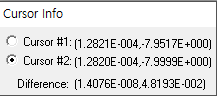 Cursor Info
Cursor #1: (1.2821E-004,-7.9517E+000)
Cursor #2: (1.2820E-004,-7.9999E+000)
Difference: (1.4076E-008,4.8193E-002)